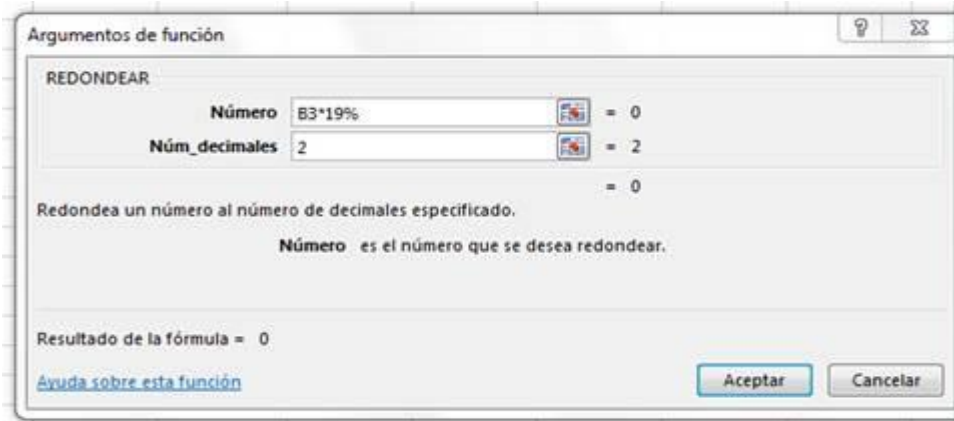 Argumentos de función
REDONDEAR
Número B3*19% = 0
Núm_decimales 2 = 2
= 0
Redondea un número al número de decimales especificado.
Número es el número que se desea redondear.
Resultado de la fórmula = 0
Ayuda sobre esta función
Aceptar Cancelar